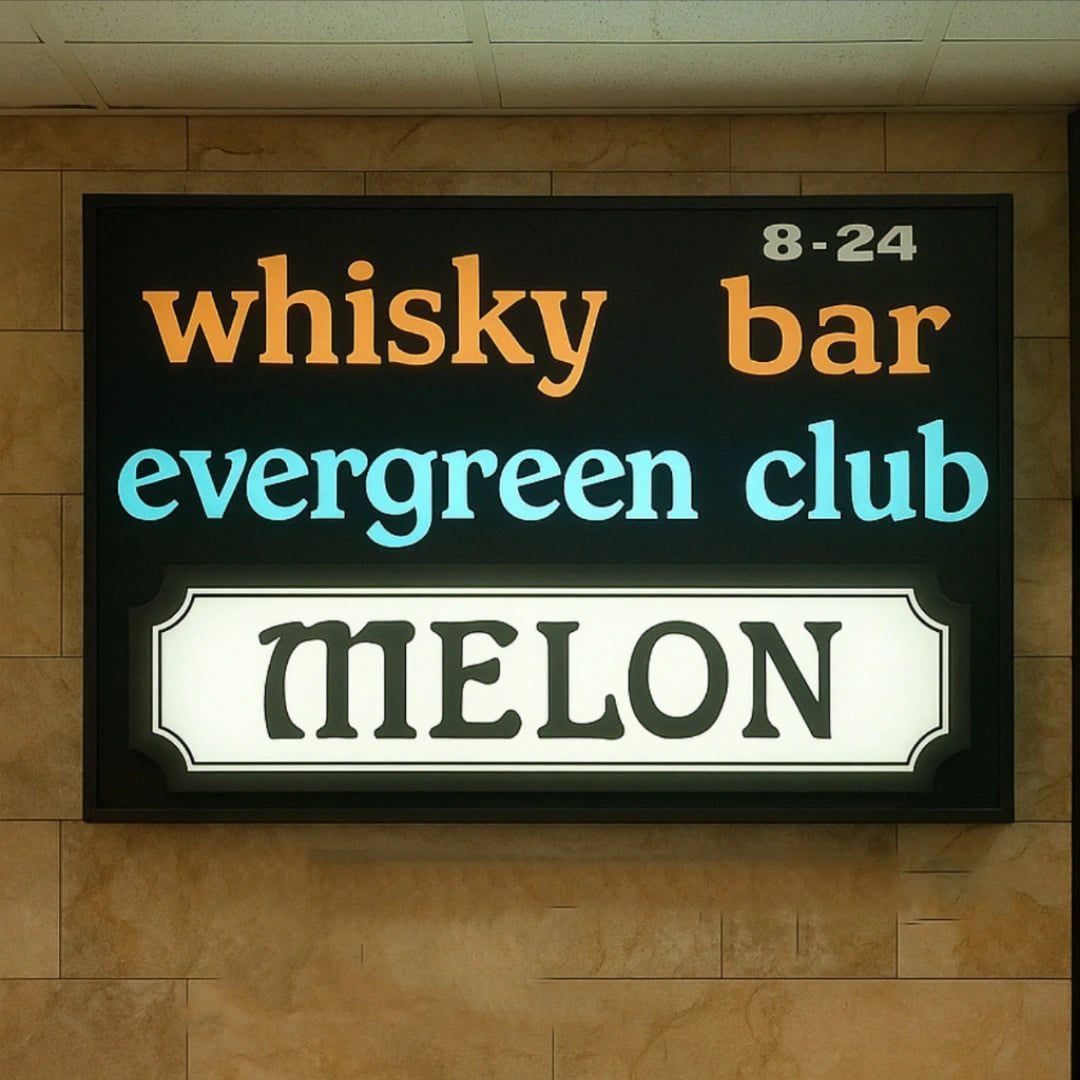 8-24
whisky bar
evergreen club
MELON